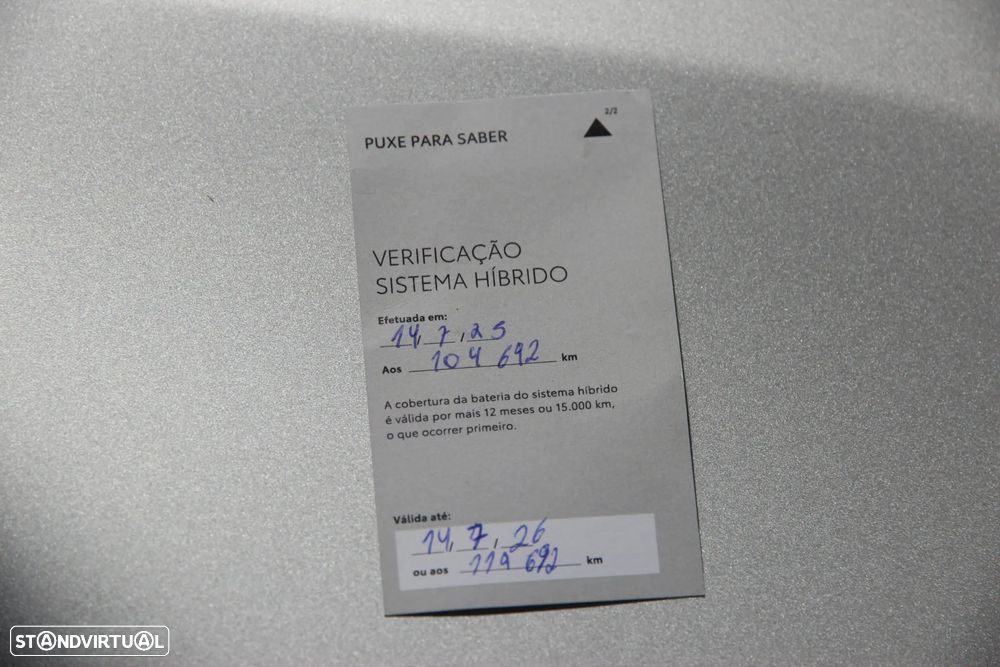 2/2
PUXE PARA SABER
VERIFICAÇÃO
SISTEMA HÍBRIDO
Efetuada em:
14, 7, 25
Aos 104 692 km
A cobertura da bateria do sistema híbrido
é válida por mais 12 meses ou 15.000 km,
o que ocorrer primeiro.
Válida até:
14, 7, 26
ou aos 119 692 km
STANDVIRTUAL